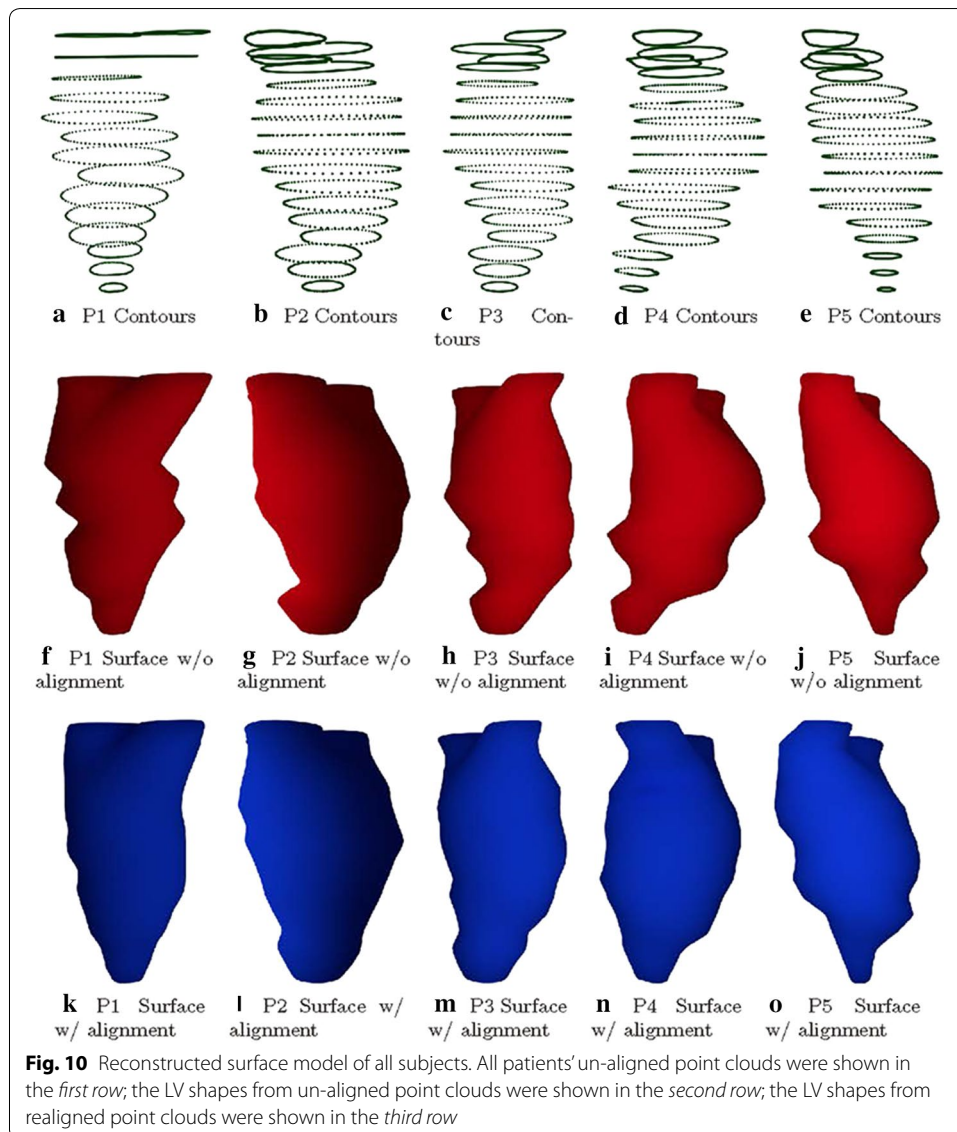 a P1 Contours
b P2 Contours
c P3 Con-
tours
d P4 Contours
e P5 Contours
f P1 Surface w/o
alignment
g P2 Surface w/o
alignment
h P3 Surface
w/o alignment
i P4 Surface w/o
alignment
j P5 Surface
w/o alignment
k P1 Surface
w/ alignment
l P2 Surface w/
alignment
m P3 Surface
w/ alignment
n P4 Surface
w/ alignment
o P5 Surface
w/ alignment
Fig. 10 Reconstructed surface model of all subjects. All patients’ un-aligned point clouds were shown in
the first row; the LV shapes from un-aligned point clouds were shown in the second row; the LV shapes from
realigned point clouds were shown in the third row